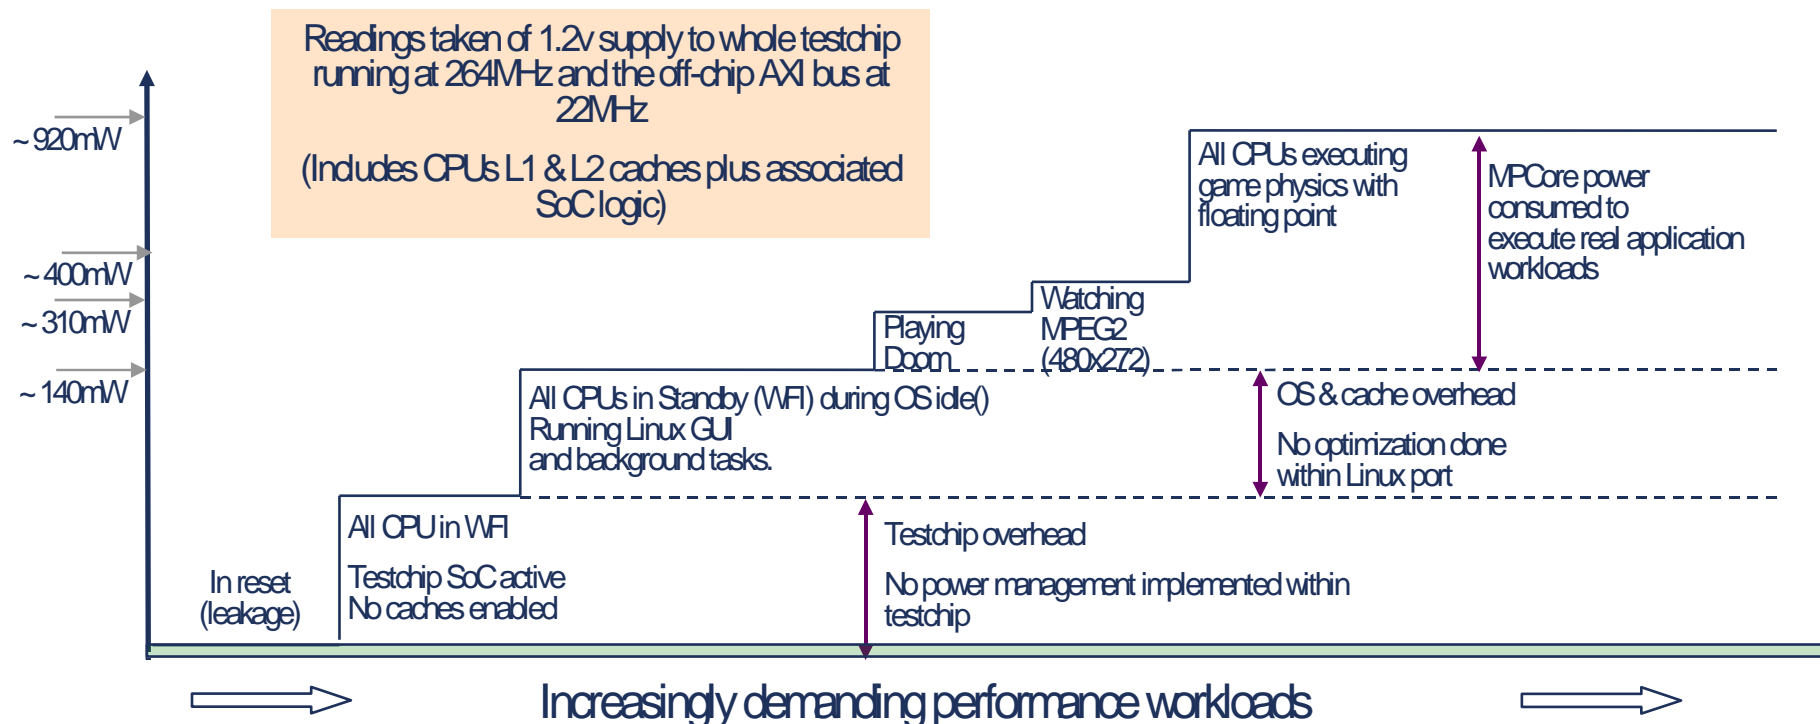 Readings taken of 1.2v supply to whole testchip
running at 264MHz and the off-chip AXI bus at
22MHz
(Includes CPUs L1 & L2 caches plus associated
SoC logic)
~ 920mW
~ 400mW
~ 310mW
~ 140mW
All CPUs executing
game physics with
floating point
MPCore power
consumed to
execute real application
workloads
Watching
MPEG2
(480x272)
Playing
Doom
All CPUs in Standby (WFI) during OS idle()
Running Linux GUI
and background tasks.
OS & cache overhead
No optimization done
within Linux port
All CPU in WFI
Testchip SoC active
No caches enabled
Testchip overhead
No power management implemented within
testchip
In reset
(leakage)
Increasingly demanding performance workloads